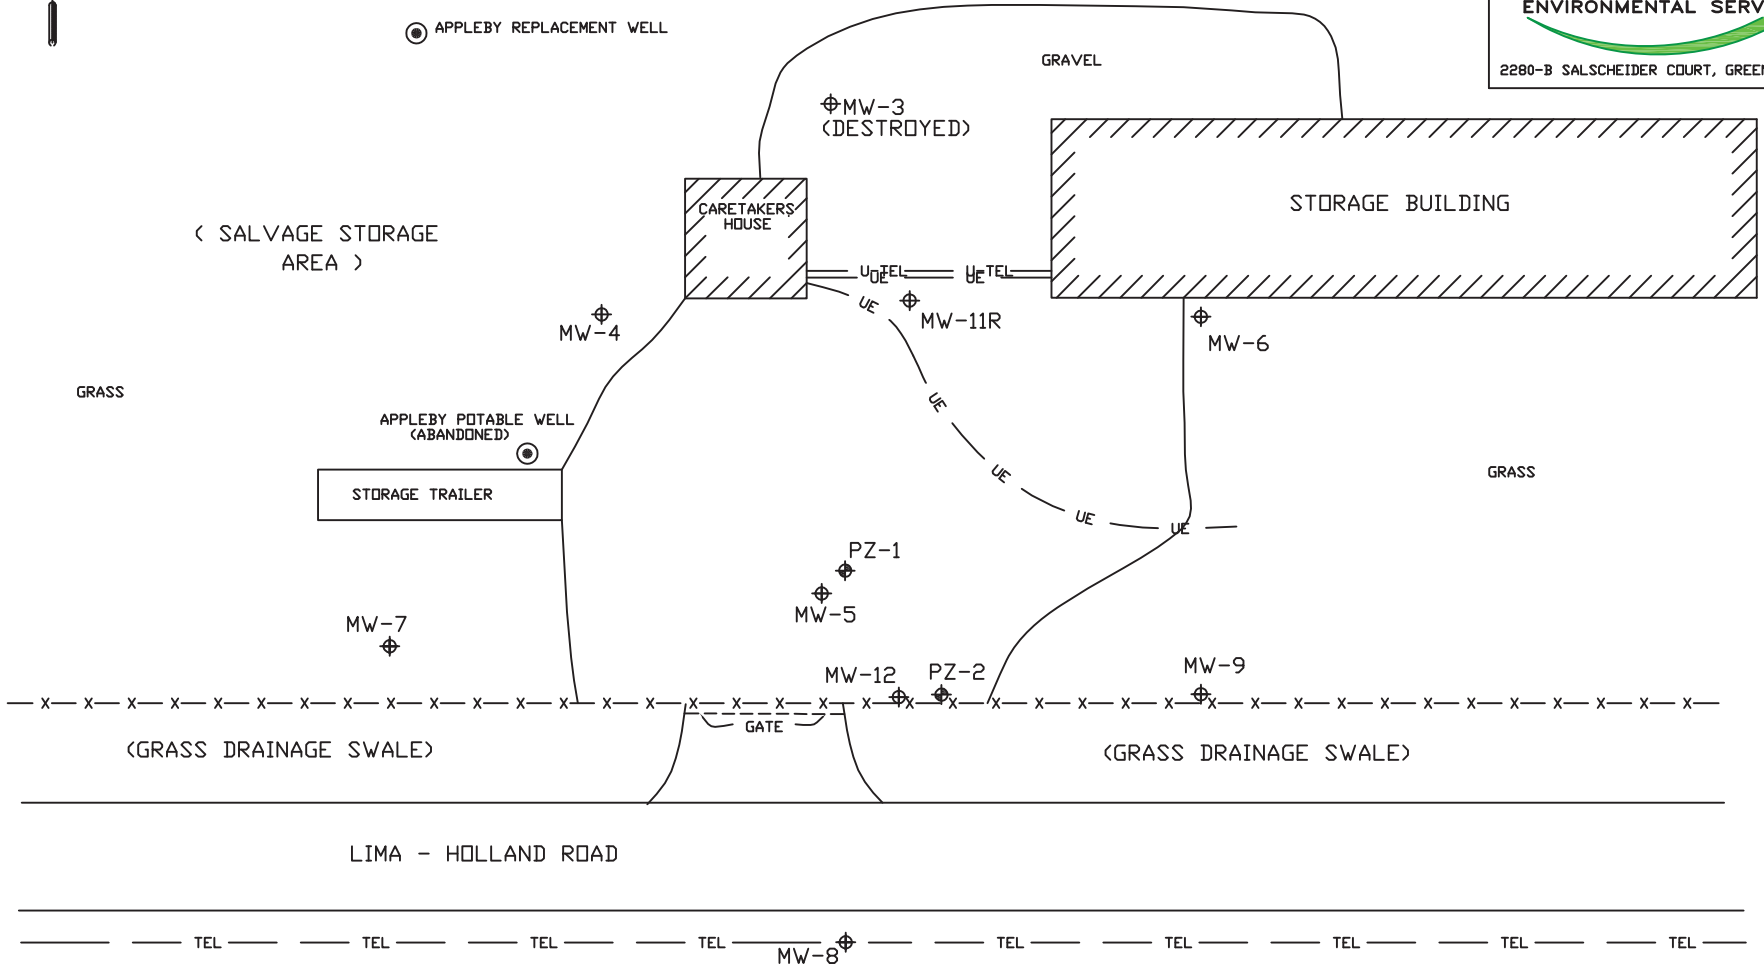 ENVIRONMENTAL
2280-B SALSCHEIDER COURT,
APPLEBY REPLACEMENT WELL
GRAVEL
MW-3
(DESTROYED)
CARETAKERS
HOUSE
STORAGE BUILDING
( SALVAGE STORAGE
AREA )
U-TEL
UE
U-TEL
UE
UE
MW-11R
MW-4
MW-6
GRASS
UE
APPLEBY POTABLE WELL
(ABANDONED)
STORAGE TRAILER
UE
GRASS
UE
UE
PZ-1
MW-5
MW-7
MW-12
PZ-2
MW-9
X X X X X X X X X X X X X X X X X X X X X X X X X X X X X X X X X X X X X X X
GATE
(GRASS DRAINAGE SWALE)
(GRASS DRAINAGE SWALE)
LIMA - HOLLAND ROAD
TEL TEL TEL TEL TEL TEL TEL TEL TEL
MW-8